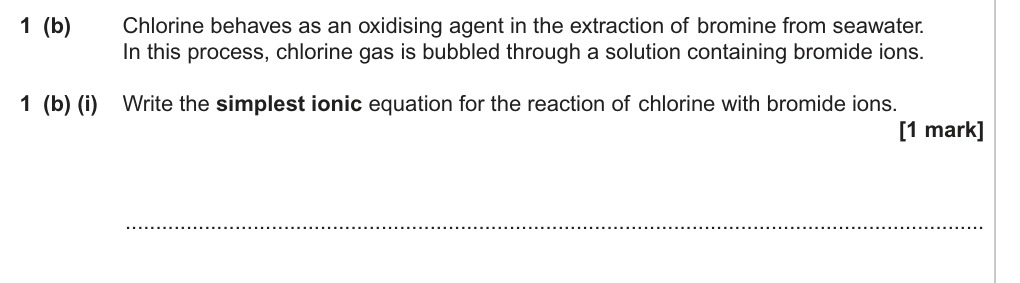 1 (b) Chlorine behaves as an oxidising agent in the extraction of bromine from seawater.
In this process, chlorine gas is bubbled through a solution containing bromide ions.
1 (b) (i) Write the simplest ionic equation for the reaction of chlorine with bromide ions.
[1 mark]